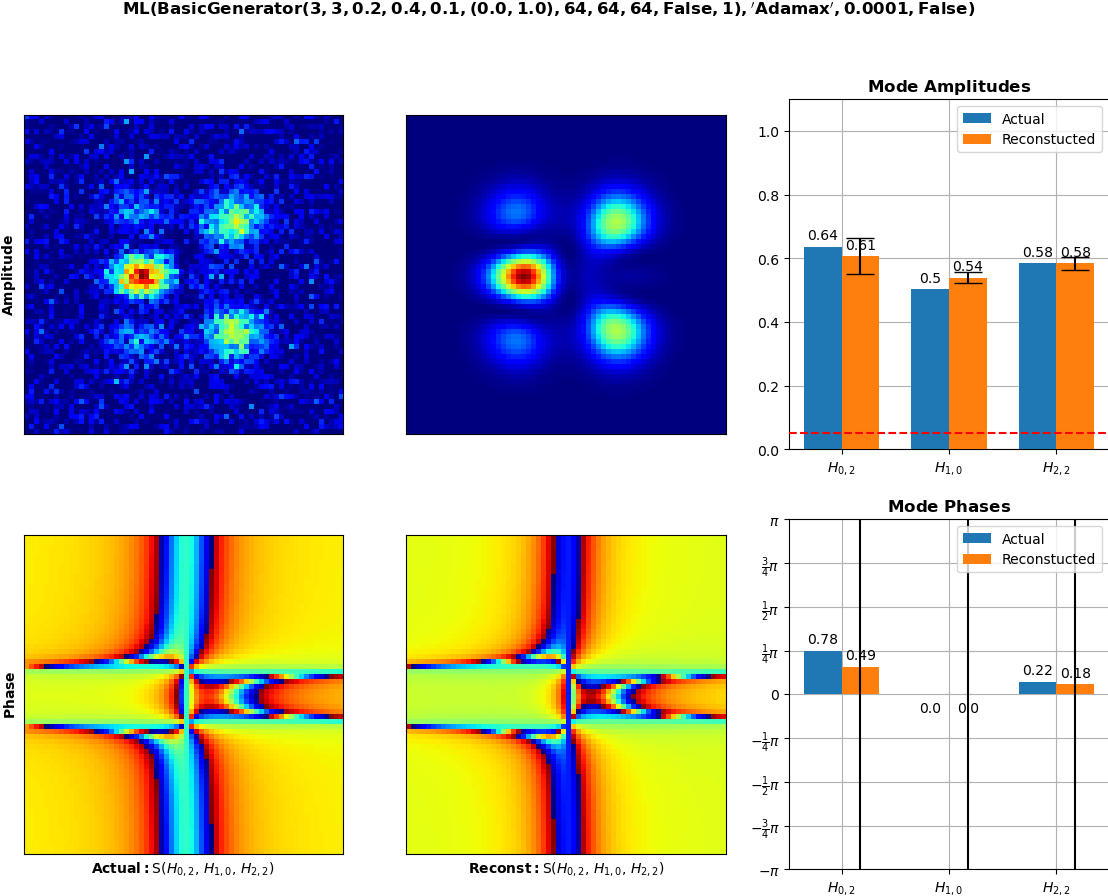 ML(BasicGenerator(3, 3, 0.2, 0.4, 0.1, (0.0, 1.0), 64, 64, 64, False, 1), ′Adamax′, 0.0001, False)
Amplitude
Mode Amplitudes
Actual
Reconstucted
1.0
0.8
0.6
0.4
0.2
0.0
0.64
0.61
0.5
0.54
0.58
0.58
H₀,₂
H₁,₀
H₂,₂
Phase
Actual: S(H₀,₂, H₁,₀, H₂,₂)
Reconst: S(H₀,₂, H₁,₀, H₂,₂)
Mode Phases
Actual
Reconstucted
π
3/4π
1/2π
1/4π
0
−1/4π
−1/2π
−3/4π
−π
0.78
0.49
0.0
0.0
0.22
0.18
H₀,₂
H₁,₀
H₂,₂